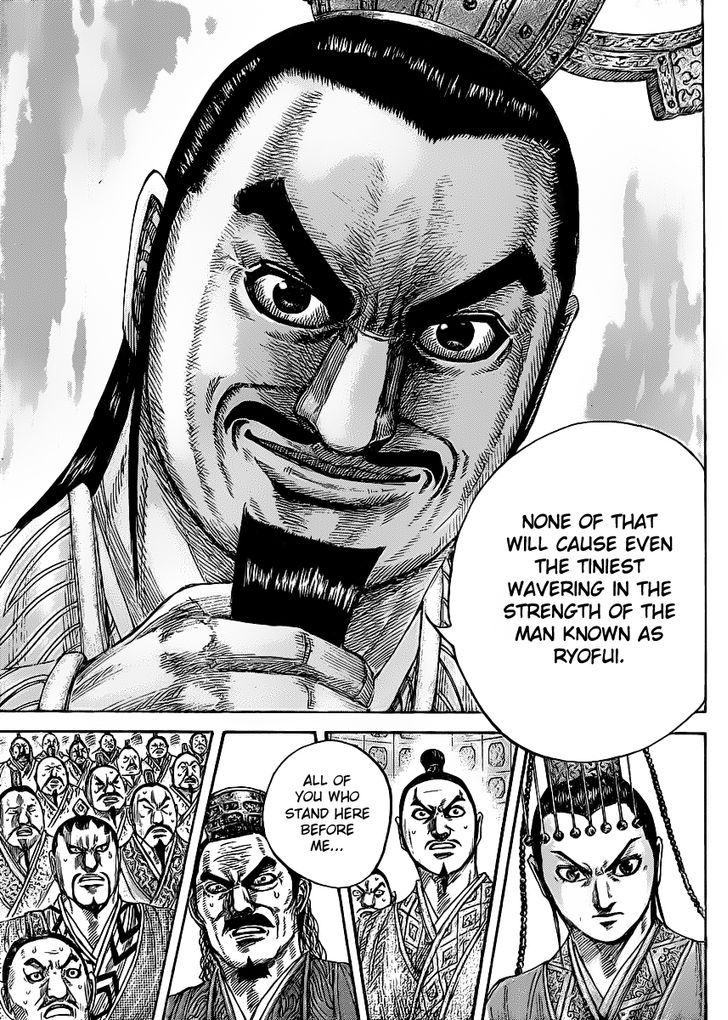 NONE OF THAT
WILL CAUSE EVEN
THE TINIEST
WAVERING IN THE
STRENGTH OF THE
MAN KNOWN AS
RYOFUI.
ALL OF
YOU WHO
STAND HERE
BEFORE
ME...